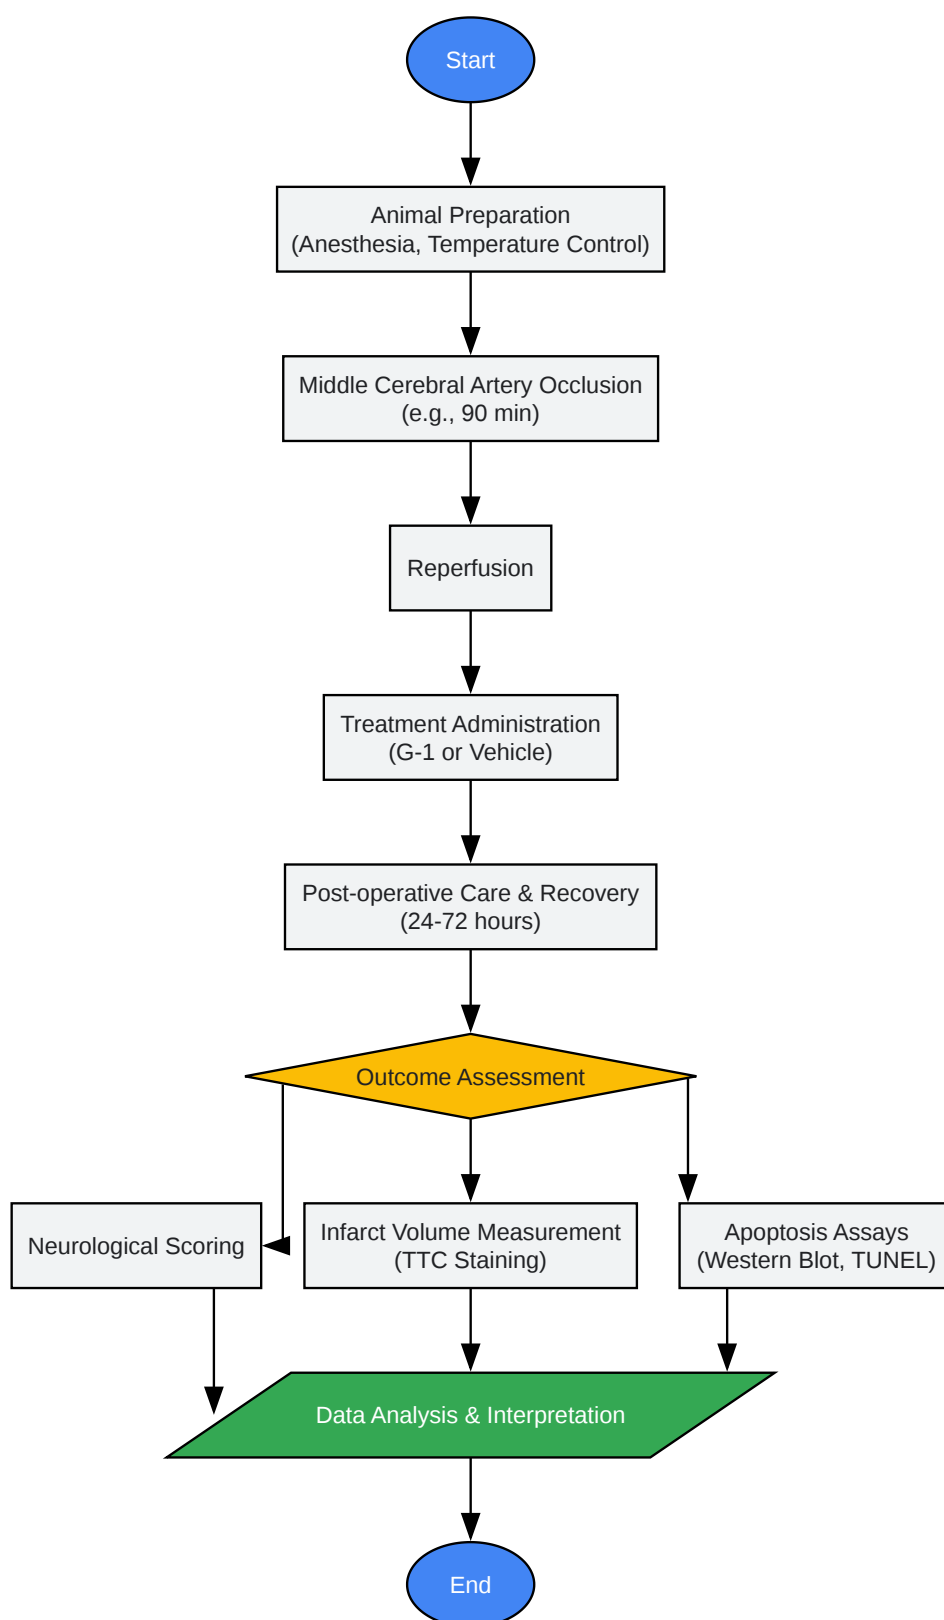 Start
Animal Preparation
(Anesthesia, Temperature Control)
Middle Cerebral Artery Occlusion
(e.g., 90 min)
Reperfusion
Treatment Administration
(G-1 or Vehicle)
Post-operative Care & Recovery
(24-72 hours)
Outcome Assessment
Neurological Scoring
Infarct Volume Measurement
(TTC Staining)
Apoptosis Assays
(Western Blot, TUNEL)
Data Analysis & Interpretation
End